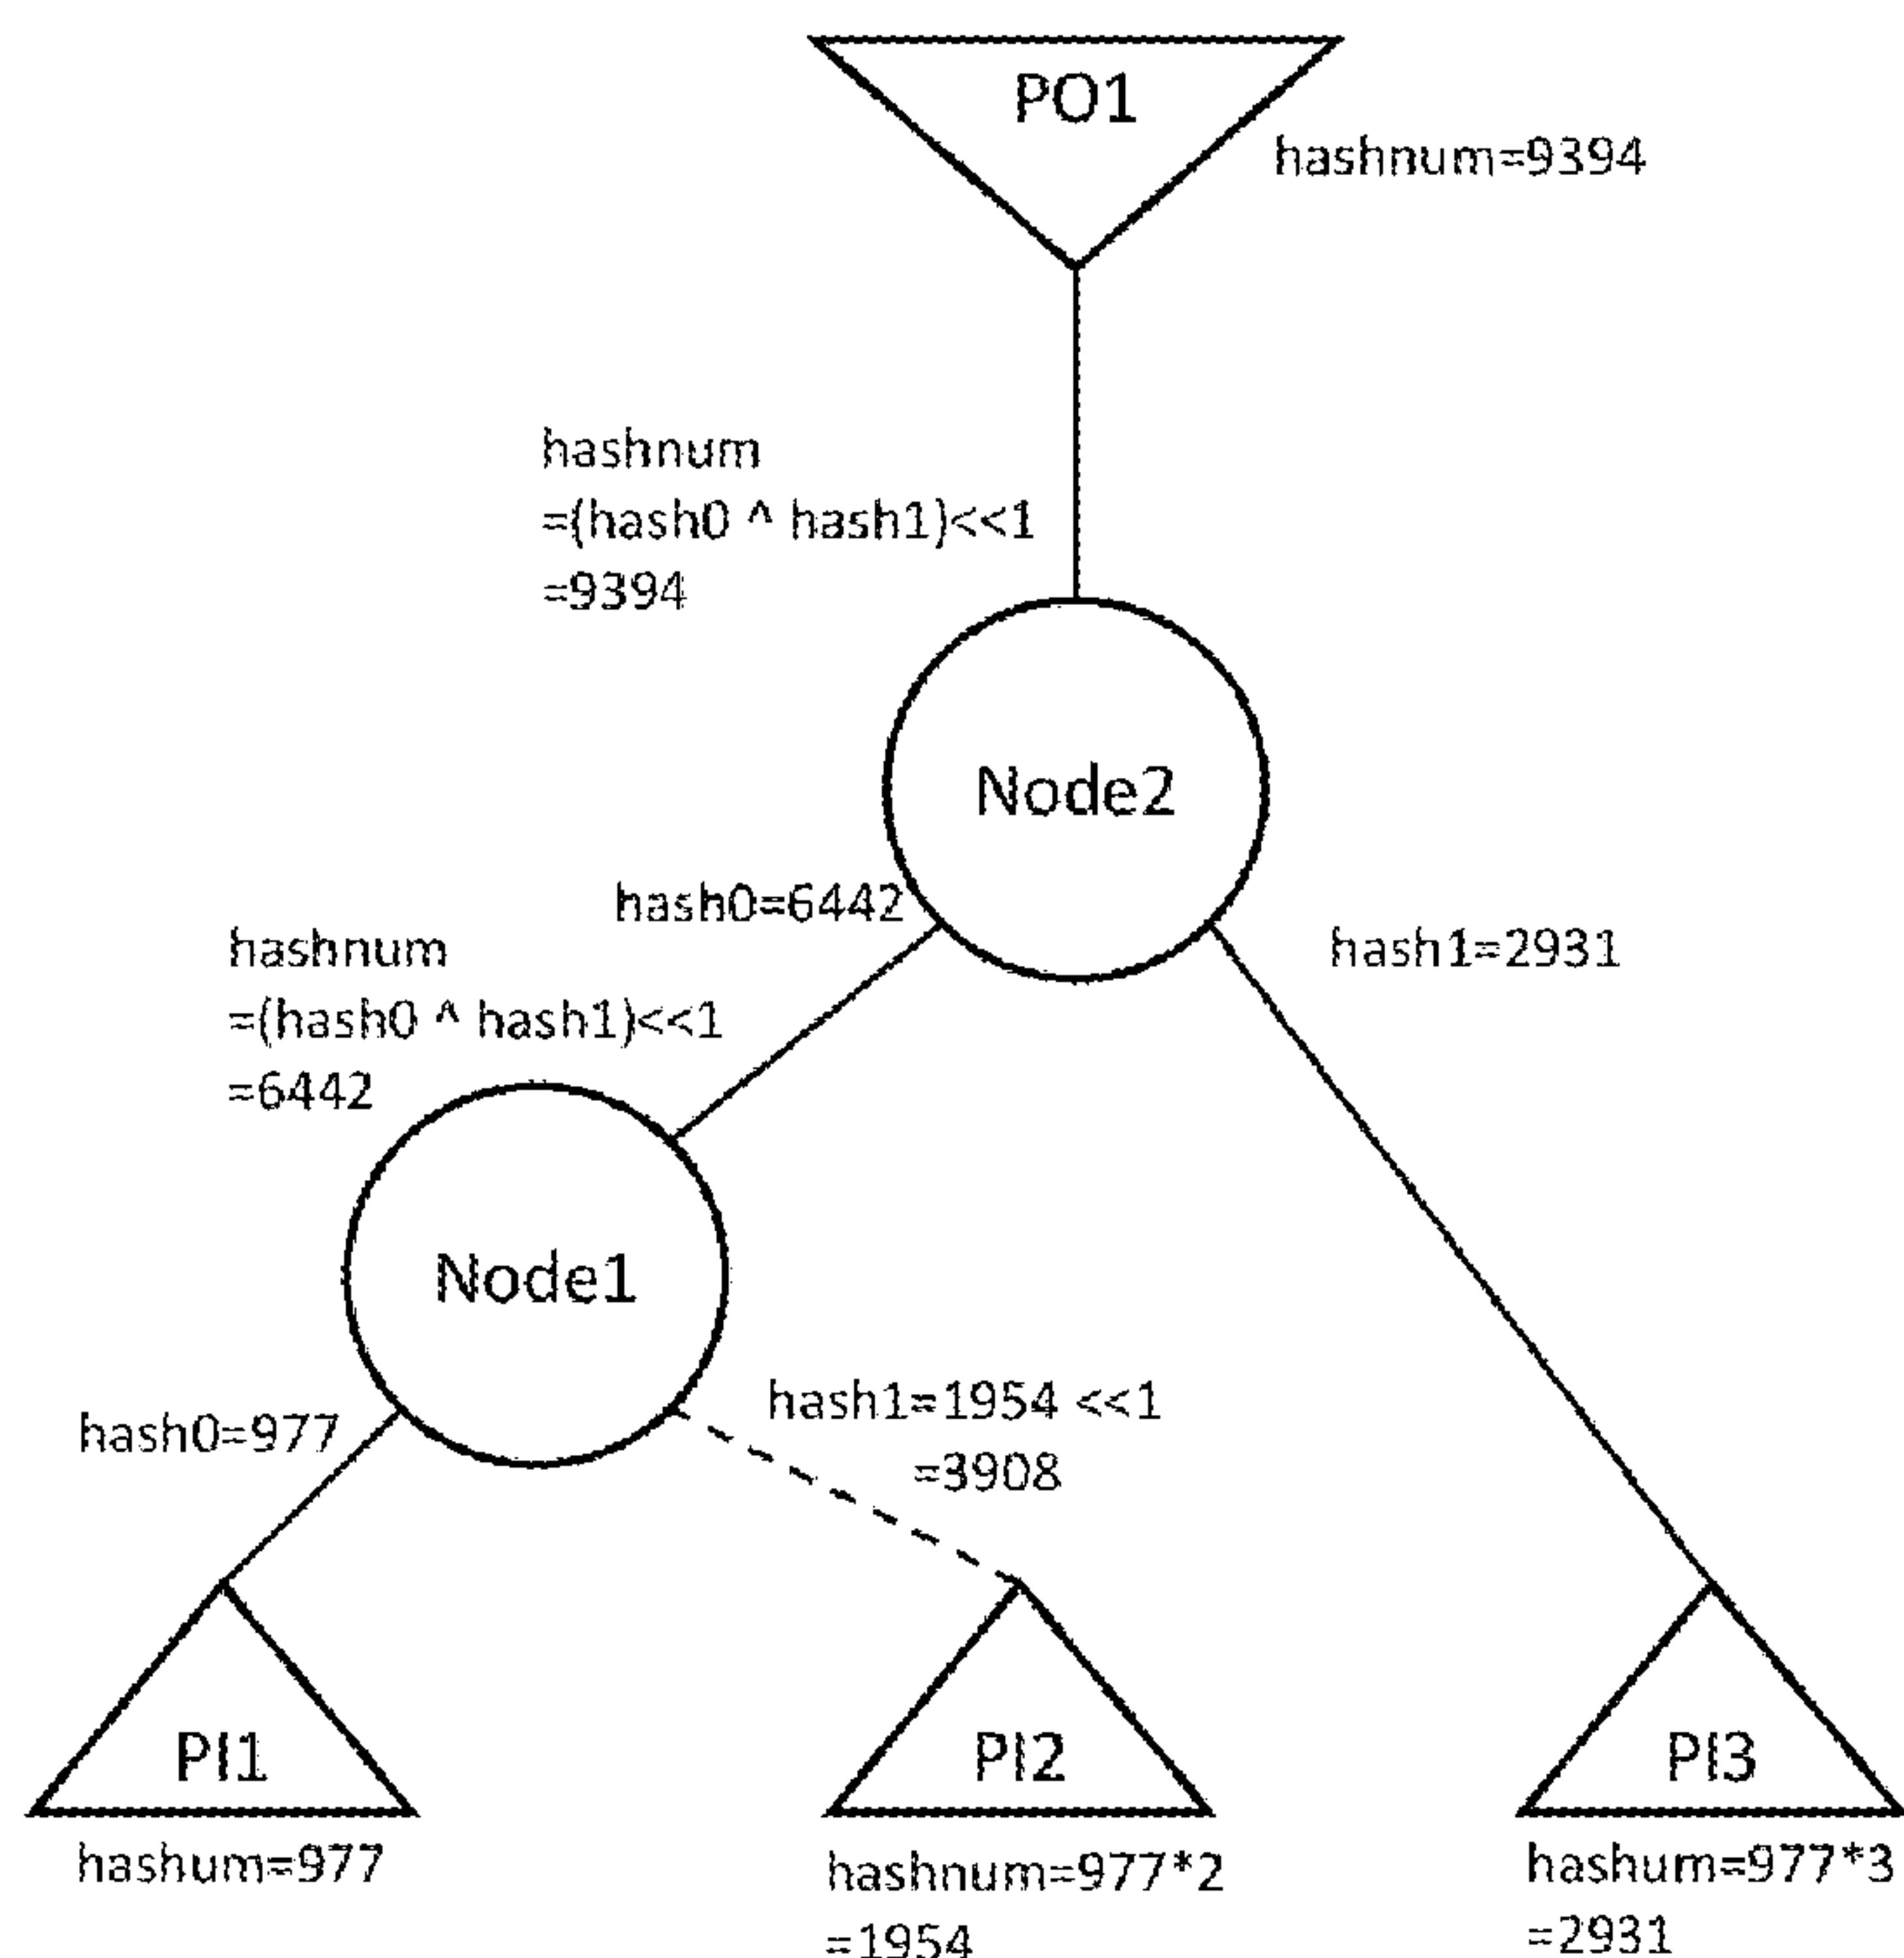 PO1
hashnum=9394
hashnum
=(hash0 ^ hash1)<<1
=9394
Node2
hash0=6442
hash1=2931
hashnum
=(hash0 ^ hash1)<<1
=6442
Node1
hash0=977
hash1=1954 <<1
=3908
PI1
PI2
PI3
hashum=977
hashnum=977*2
=1954
hashum=977*3
=2931